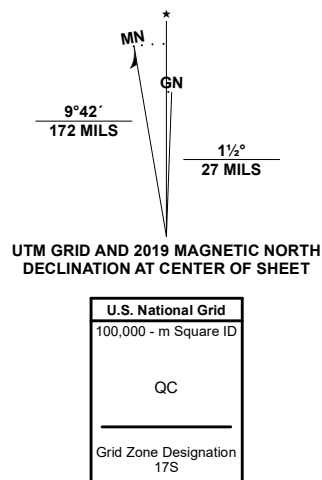 ★
MN
GN
9°42´
172 MILS
1½°
27 MILS
UTM GRID AND 2019 MAGNETIC NORTH
DECLINATION AT CENTER OF SHEET
U.S. National Grid
100,000 - m Square ID
QC
Grid Zone Designation
17S